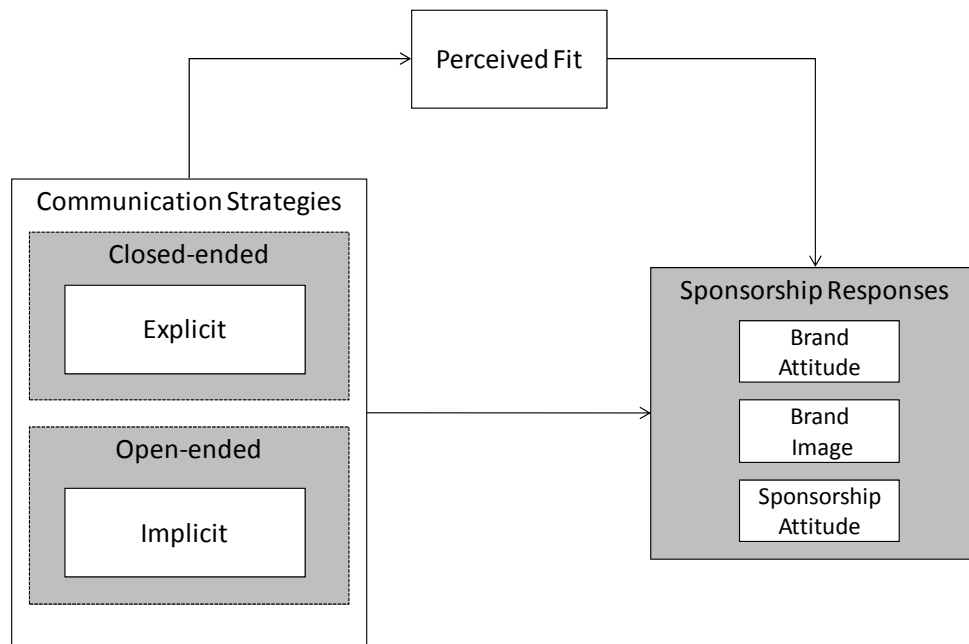 Perceived Fit
Communication Strategies
Closed-ended
Explicit
Open-ended
Implicit
Sponsorship Responses
Brand
Attitude
Brand
Image
Sponsorship
Attitude